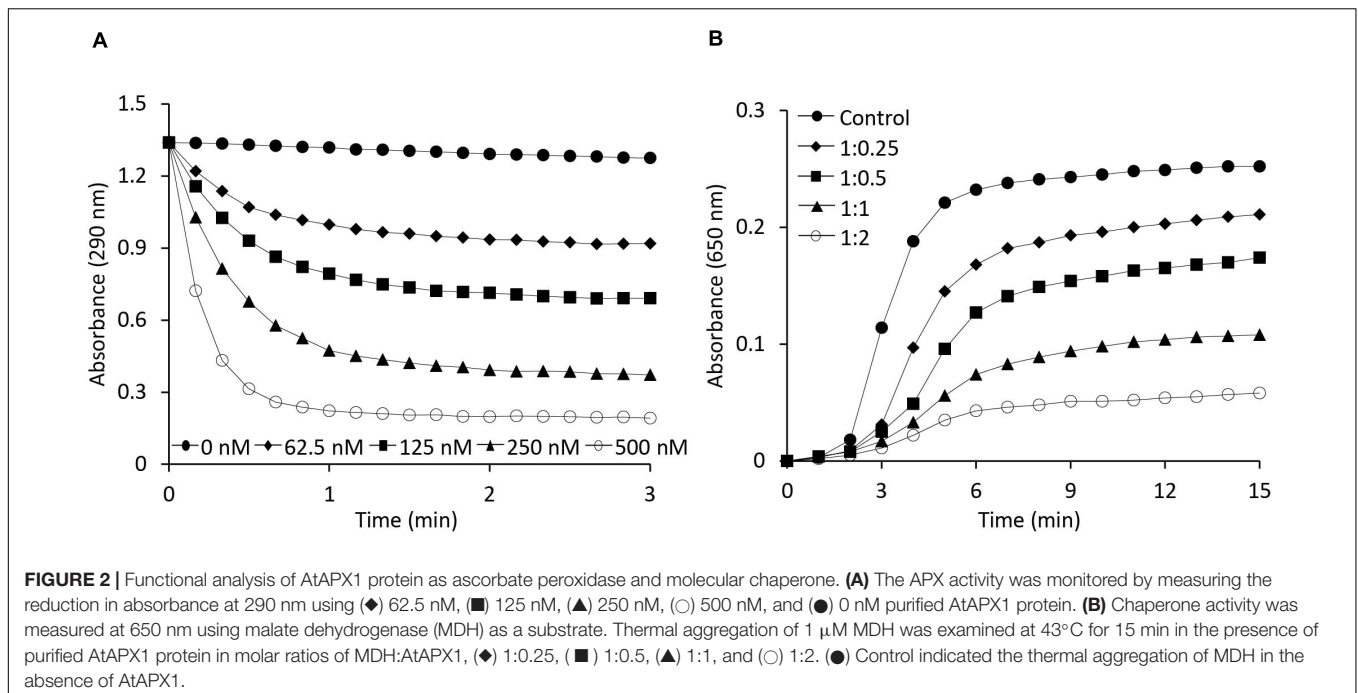 A
1.5
1.2
0.9
0.6
0.3
0
Absorbance (290 nm)
0 nM 62.5 nM 125 nM 250 nM 500 nM
0 1 2 3
Time (min)
B
0.3
0.2
0.1
0
Absorbance (650 nm)
Control
1:0.25
1:0.5
1:1
1:2
0 3 6 9 12 15
Time (min)
FIGURE 2 | Functional analysis of AtAPX1 protein as ascorbate peroxidase and molecular chaperone. (A) The APX activity was monitored by measuring the
reduction in absorbance at 290 nm using (◆) 62.5 nM, (■) 125 nM, (▲) 250 nM, (○) 500 nM, and (●) 0 nM purified AtAPX1 protein. (B) Chaperone activity was
measured at 650 nm using malate dehydrogenase (MDH) as a substrate. Thermal aggregation of 1 μM MDH was examined at 43°C for 15 min in the presence of
purified AtAPX1 protein in molar ratios of MDH:AtAPX1, (◆) 1:0.25, (■) 1:0.5, (▲) 1:1, and (○) 1:2. (●) Control indicated the thermal aggregation of MDH in the
absence of AtAPX1.